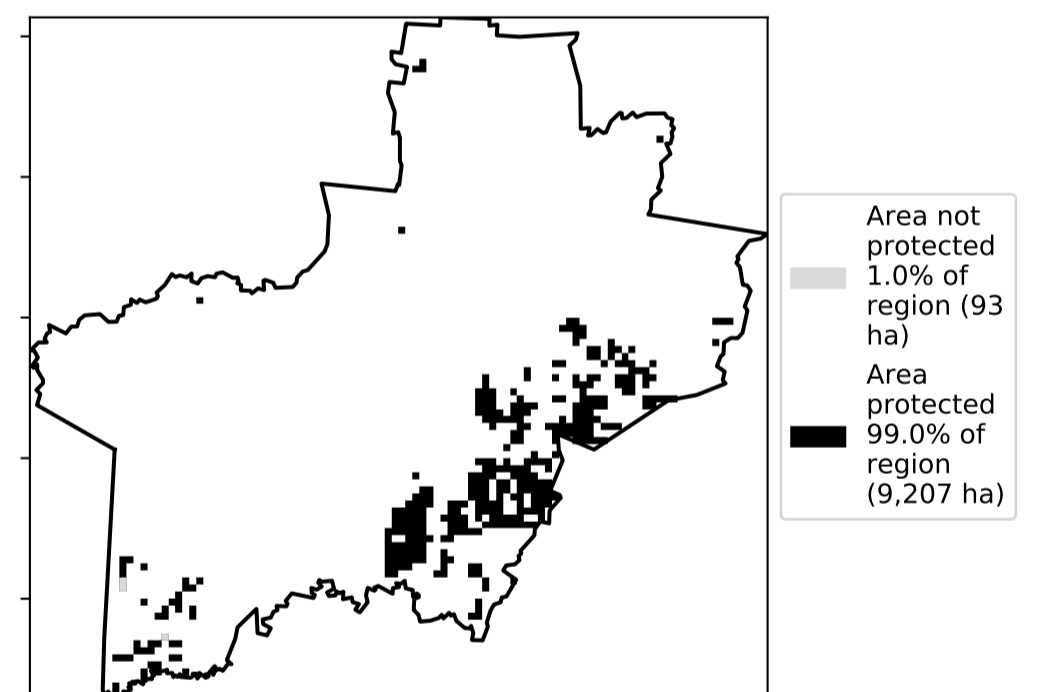 Area not
protected
1.0% of
region (93
ha)
Area
protected
99.0% of
region
(9,207 ha)